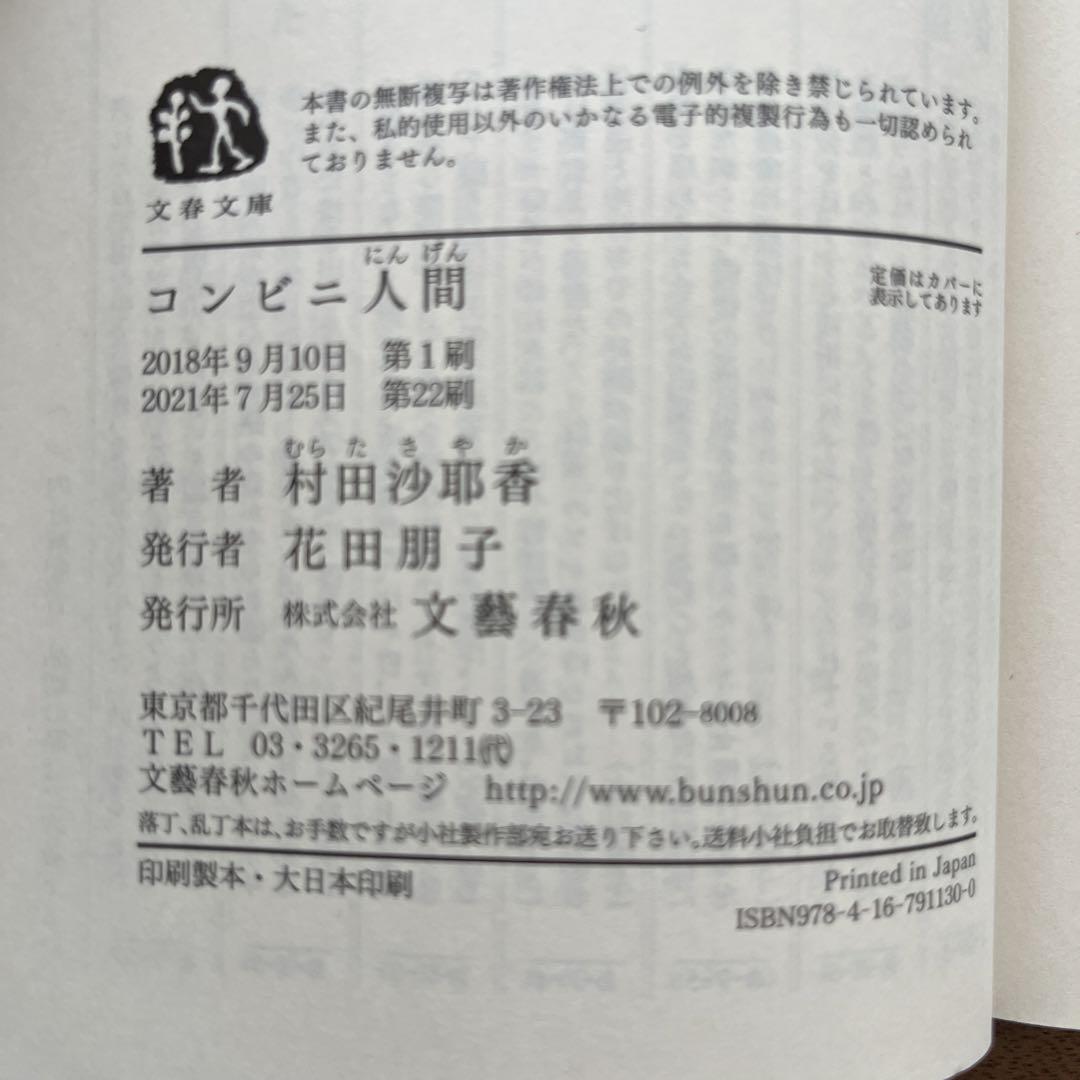 本書の無断複写は著作権法上での例外を除き禁じられています。
また、私的使用以外のいかなる電子的複製行為も一切認められ
ておりません。
文春文庫
にんげん
コンビニ人間
定価はカバーに
表示してあります
2018年9月10日 第1刷
2021年7月25日 第22刷
むらたさやか
著者 村田沙耶香
発行者 花田朋子
発行所 株式会社 文藝春秋
東京都千代田区紀尾井町 3-23 〒102-8008
TEL 03・3265・1211㈹
文藝春秋ホームページ http://www.bunshun.co.jp
落丁、乱丁本は、お手数ですが小社製作部宛お送り下さい。送料小社負担でお取替致します。
印刷製本・大日本印刷
Printed in Japan
ISBN978-4-16-791130-0